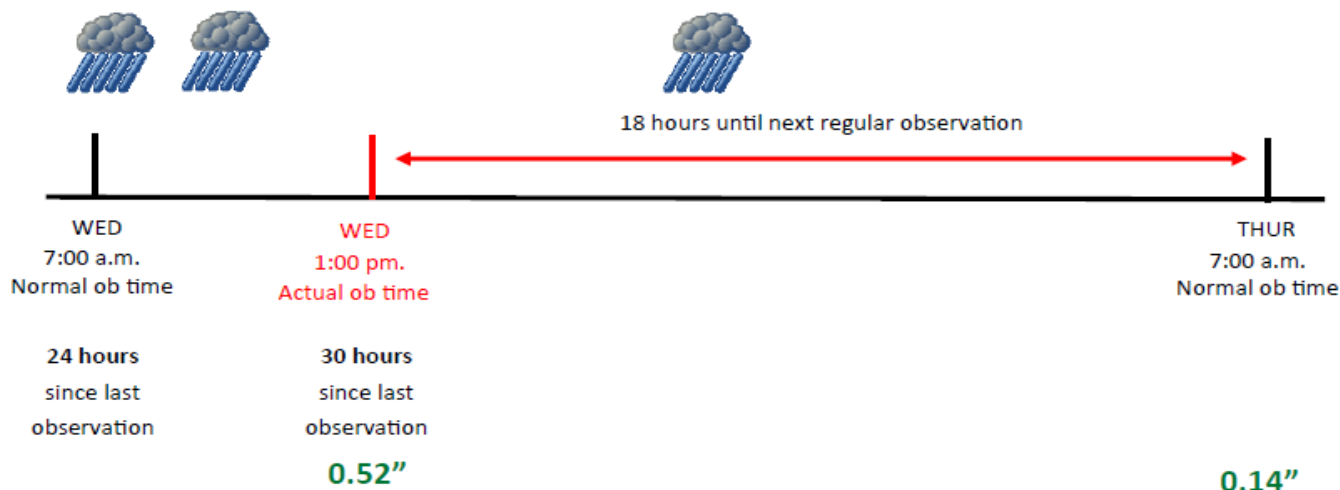 18 hours until next regular observation
WED
7:00 a.m.
Normal ob time
WED
1:00 pm.
Actual ob time
THUR
7:00 a.m.
Normal ob time
24 hours
since last
observation
30 hours
since last
observation
0.52”
0.14”